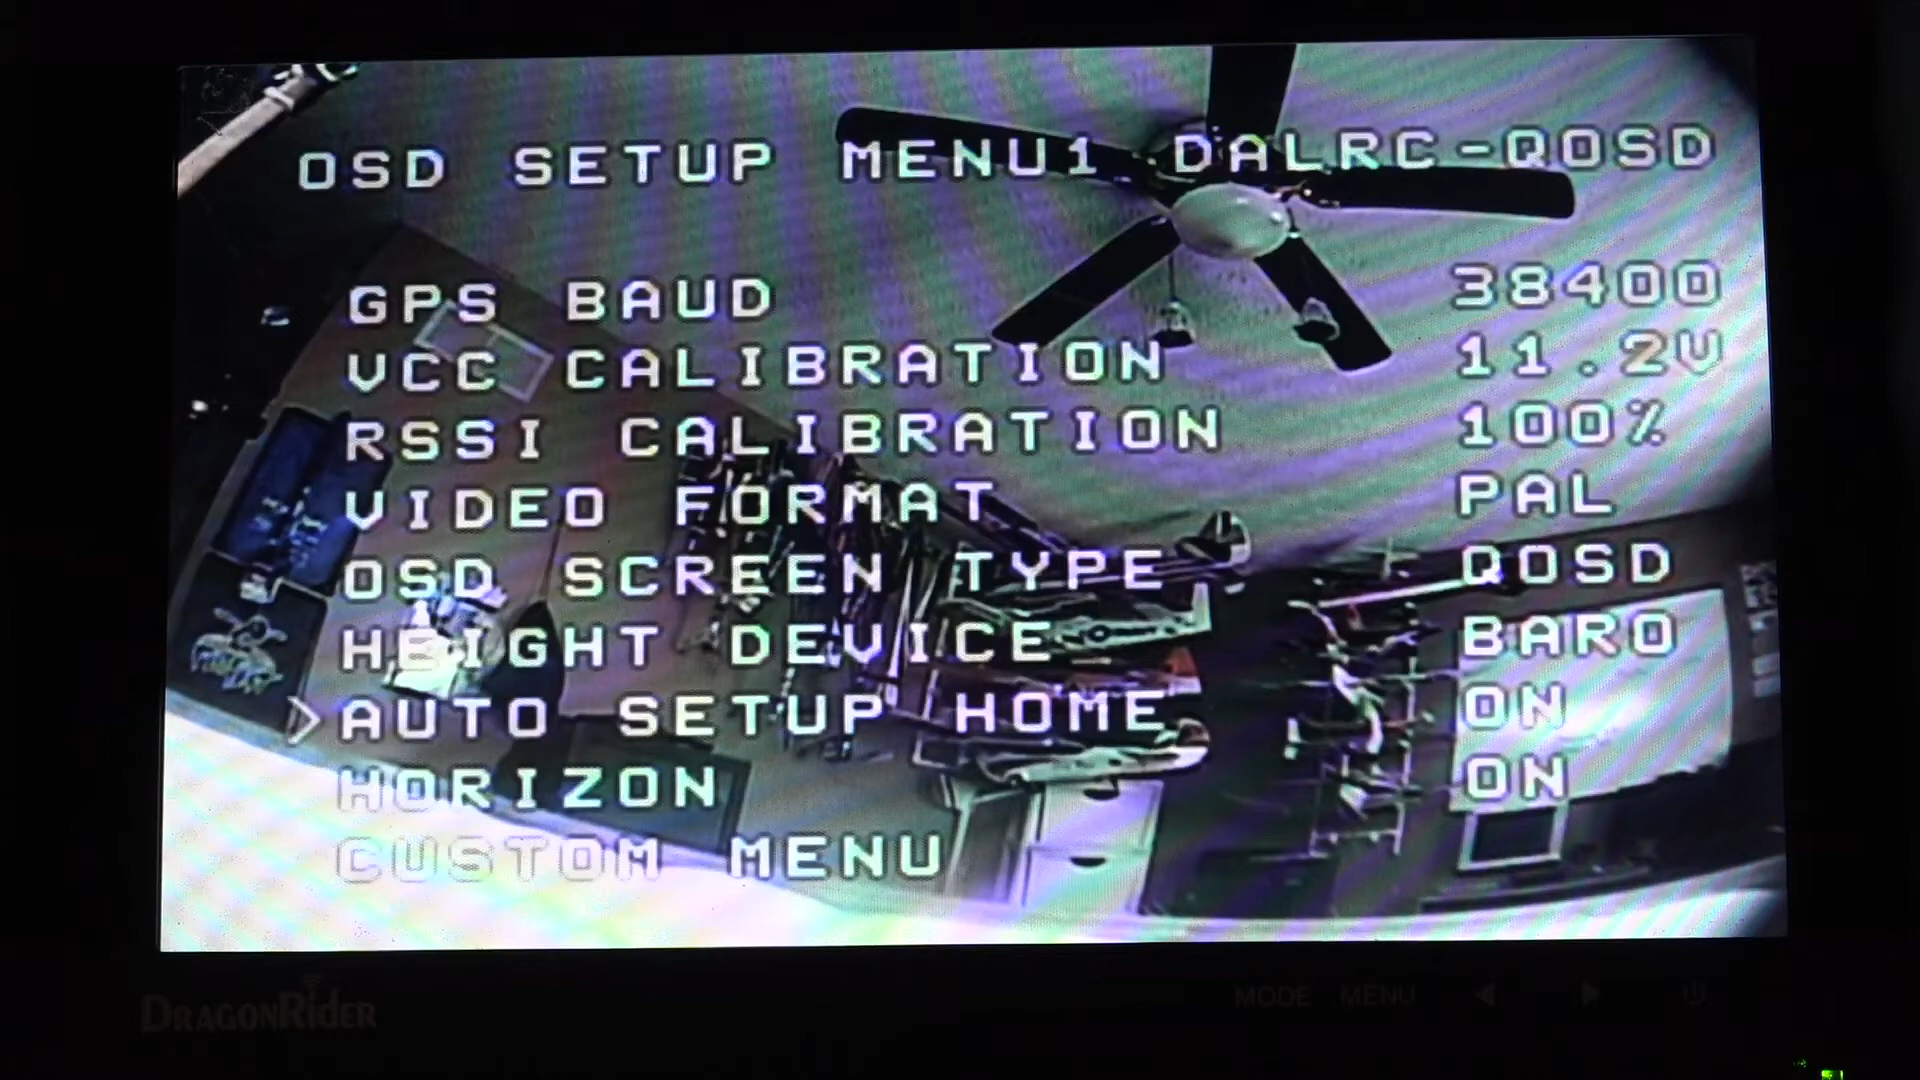 OSD SETUP MENU1 DALRC-QOSD
GPS BAUD 38400
VCC CALIBRATION 11.2V
RSSI CALIBRATION 100%
VIDEO FORMAT PAL
OSD SCREEN TYPE QOSD
HEIGHT DEVICE BARO
>AUTO SETUP HOME ON
HORIZON ON
CUSTOM MENU
DRAGONRIDER MODE MENU